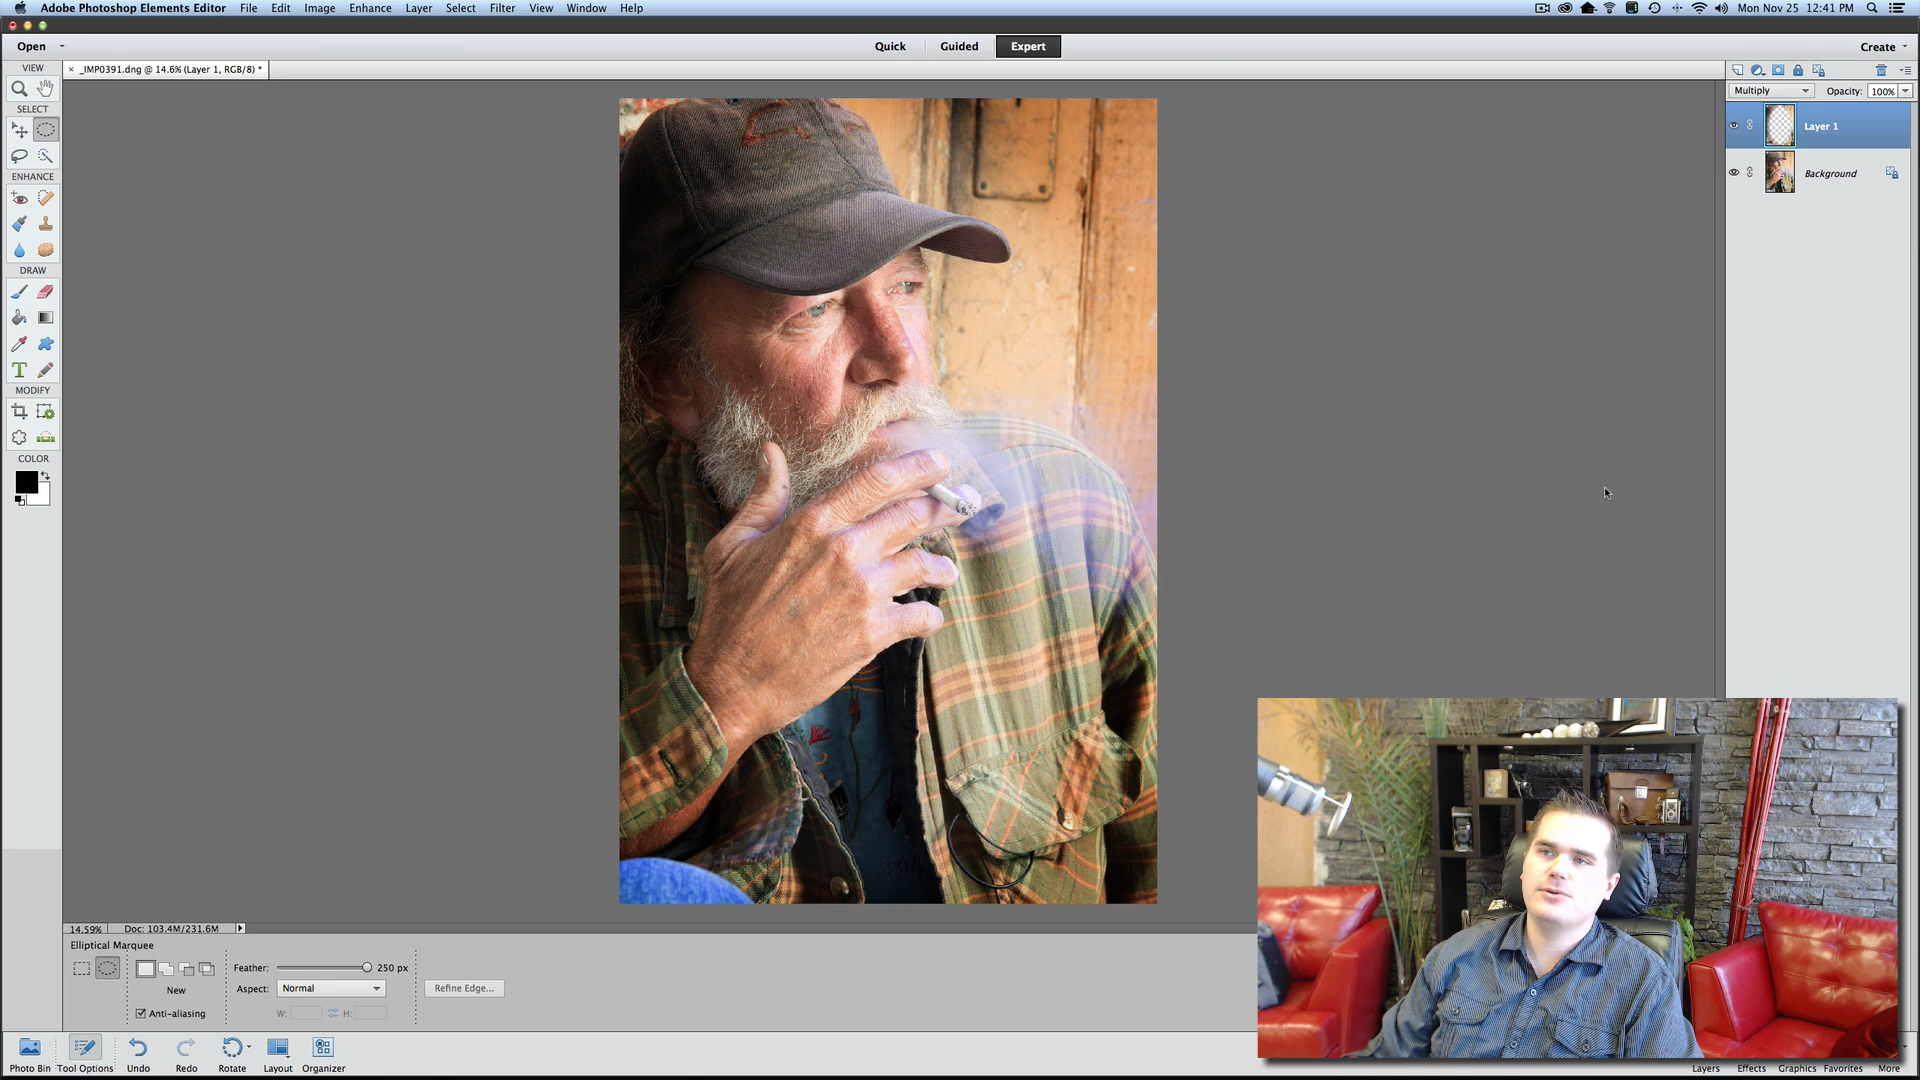 Adobe Photoshop Elements Editor File Edit Image Enhance Layer Select Filter View Window Help
Mon Nov 25 12:41 PM
Open
Quick Guided Expert
Create
VIEW
× _IMP0391.dng @ 14.6% (Layer 1, RGB/8) *
SELECT
ENHANCE
DRAW
T
MODIFY
COLOR
Multiply Opacity: 100%
Layer 1
Background
14.59% Doc: 103.4M/231.6M
Elliptical Marquee
New
Anti-aliasing
Feather: 250 px
Aspect: Normal
W: H:
Refine Edge...
Photo Bin Tool Options Undo Redo Rotate Layout Organizer
Layers Effects Graphics Favorites More